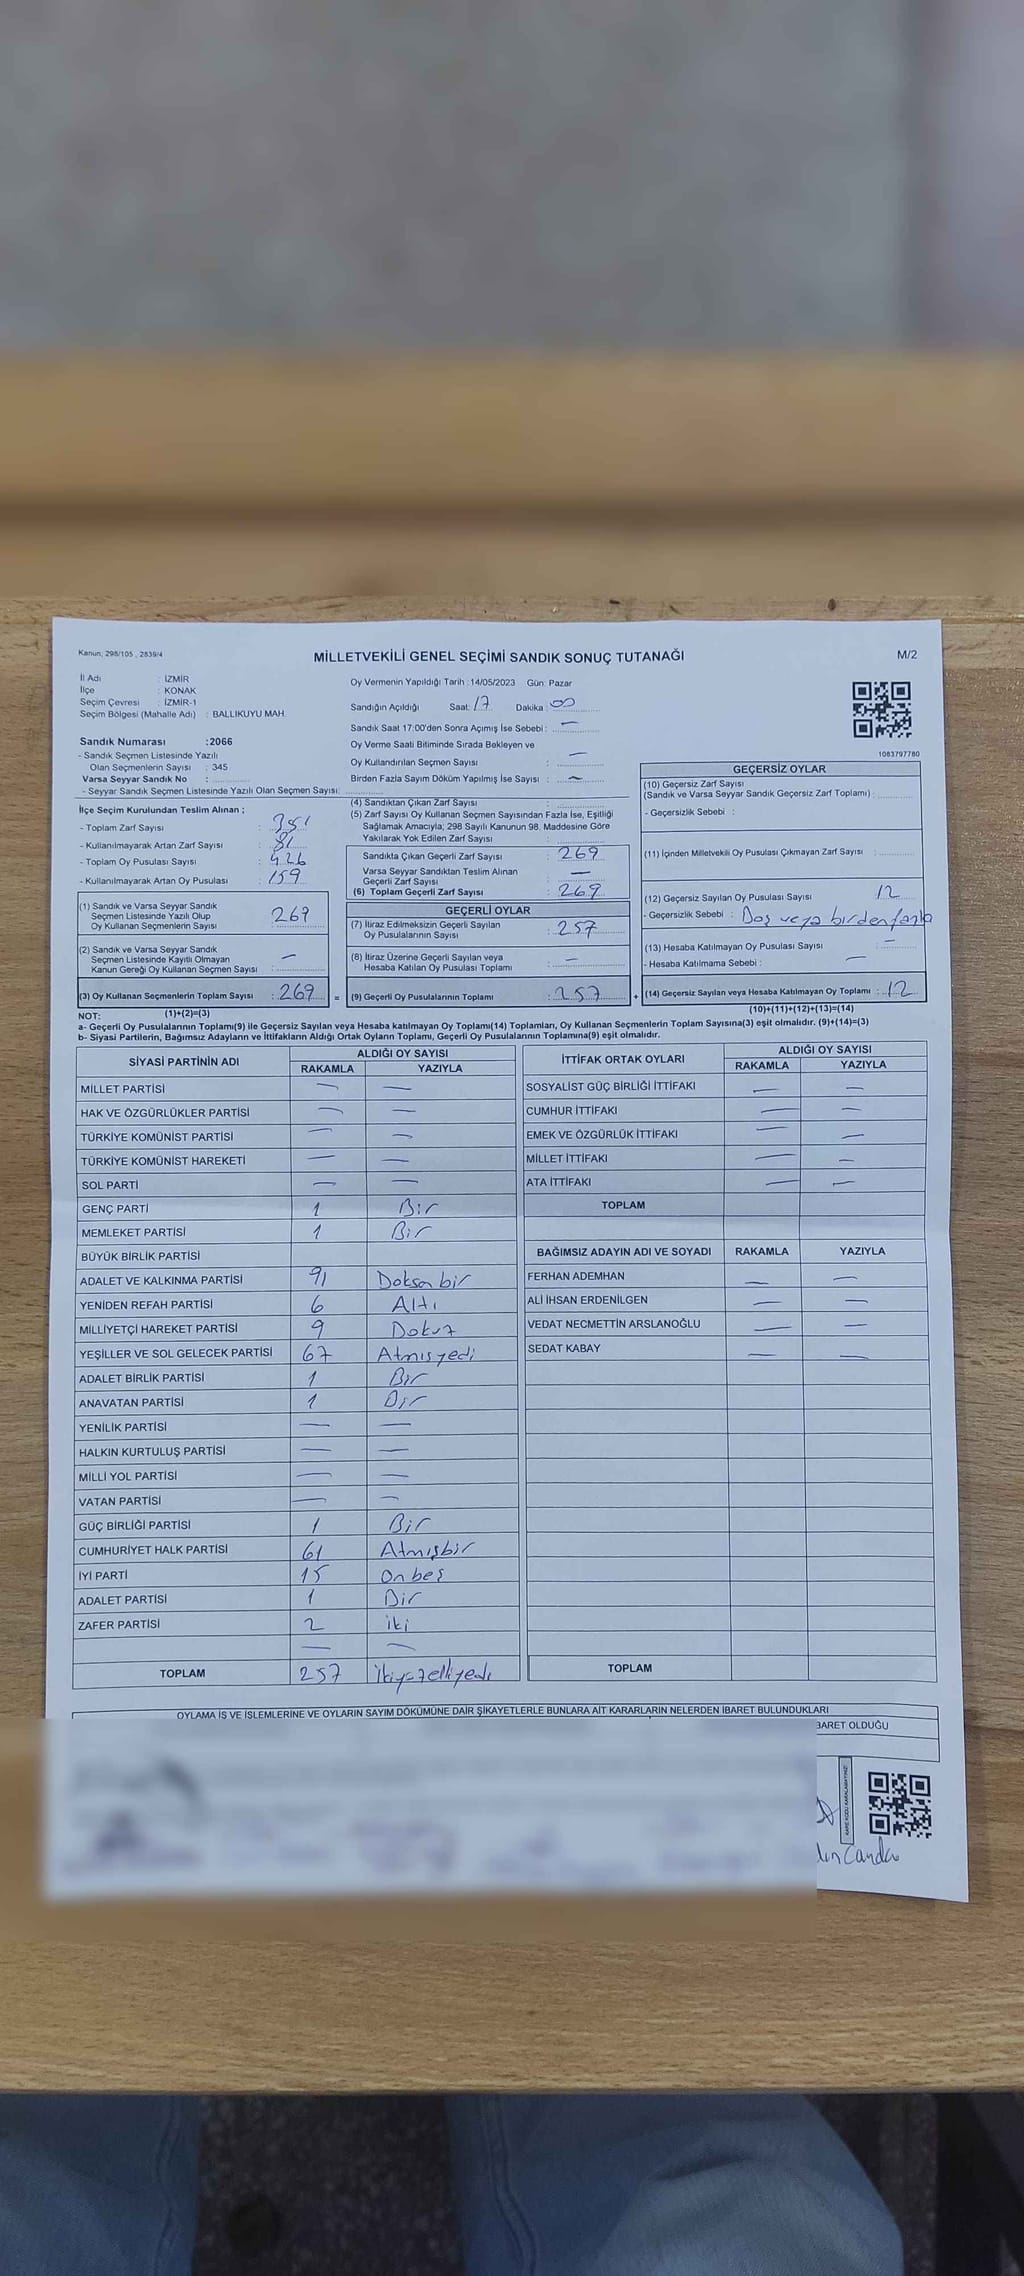 Kanun; 298/105 , 2839/4
MİLLETVEKİLİ GENEL SEÇİMİ SANDIK SONUÇ TUTANAĞI
M/2
İl Adı : İZMİR
İlçe : KONAK
Seçim Çevresi : İZMİR-1
Seçim Bölgesi (Mahalle Adı) : BALLIKUYU MAH.
Sandık Numarası :2066
- Sandık Seçmen Listesinde Yazılı
Olan Seçmenlerin Sayısı : 345
Varsa Seyyar Sandık No :
- Seyyar Sandık Seçmen Listesinde Yazılı Olan Seçmen Sayısı:
Oy Vermenin Yapıldığı Tarih :14/05/2023 Gün: Pazar
Sandığın Açıldığı Saat: 17 Dakika : 00
Sandık Saat 17:00'den Sonra Açımış İse Sebebi : —
Oy Verme Saati Bitiminde Sırada Bekleyen ve
Oy Kullandırılan Seçmen Sayısı : —
Birden Fazla Sayım Döküm Yapılmış İse Sayısı : —
1083797780
İlçe Seçim Kurulundan Teslim Alınan ;
- Toplam Zarf Sayısı : 351
- Kullanılmayarak Artan Zarf Sayısı : 81
- Toplam Oy Pusulası Sayısı : 426
- Kullanılmayarak Artan Oy Pusulası : 159
(1) Sandık ve Varsa Seyyar Sandık
Seçmen Listesinde Yazılı Olup
Oy Kullanan Seçmenlerin Sayısı 269
(2) Sandık ve Varsa Seyyar Sandık
Seçmen Listesinde Kayıtlı Olmayan
Kanun Gereği Oy Kullanan Seçmen Sayısı : —
(3) Oy Kullanan Seçmenlerin Toplam Sayısı : 269 =
(4) Sandıktan Çıkan Zarf Sayısı :
(5) Zarf Sayısı Oy Kullanan Seçmen Sayısından Fazla İse, Eşitliği
Sağlamak Amacıyla; 298 Sayılı Kanunun 98. Maddesine Göre
Yakılarak Yok Edilen Zarf Sayısı :
Sandıkta Çıkan Geçerli Zarf Sayısı : 269
Varsa Seyyar Sandıktan Teslim Alınan
Geçerli Zarf Sayısı : —
(6) Toplam Geçerli Zarf Sayısı : 269
GEÇERLİ OYLAR
(7) İtiraz Edilmeksizin Geçerli Sayılan
Oy Pusulalarının Sayısı : 257
(8) İtiraz Üzerine Geçerli Sayılan veya
Hesaba Katılan Oy Pusulası Toplamı : —
(9) Geçerli Oy Pusulalarının Toplamı : 257 +
GEÇERSİZ OYLAR
(10) Geçersiz Zarf Sayısı
(Sandık ve Varsa Seyyar Sandık Geçersiz Zarf Toplamı) :
- Geçersizlik Sebebi :
(11) İçinden Milletvekili Oy Pusulası Çıkmayan Zarf Sayısı :
(12) Geçersiz Sayılan Oy Pusulası Sayısı : 12
- Geçersizlik Sebebi : Boş veya birden fazla
(13) Hesaba Katılmayan Oy Pusulası Sayısı : —
- Hesaba Katılmama Sebebi : —
(14) Geçersiz Sayılan veya Hesaba Katılmayan Oy Toplamı : 12
NOT: (1)+(2)=(3) (10)+(11)+(12)+(13)=(14)
a- Geçerli Oy Pusulalarının Toplamı(9) ile Geçersiz Sayılan veya Hesaba katılmayan Oy Toplamı(14) Toplamları, Oy Kullanan Seçmenlerin Toplam Sayısına(3) eşit olmalıdır. (9)+(14)=(3)
b- Siyasi Partilerin, Bağımsız Adayların ve İttifakların Aldığı Ortak Oyların Toplamı, Geçerli Oy Pusulalarının Toplamına(9) eşit olmalıdır.
SİYASİ PARTİNİN ADI ALDIĞI OY SAYISI
RAKAMLA YAZIYLA
MİLLET PARTİSİ — —
HAK VE ÖZGÜRLÜKLER PARTİSİ — —
TÜRKİYE KOMÜNİST PARTİSİ — —
TÜRKİYE KOMÜNİST HAREKETİ — —
SOL PARTİ — —
GENÇ PARTİ 1 Bir
MEMLEKET PARTİSİ 1 Bir
BÜYÜK BİRLİK PARTİSİ
ADALET VE KALKINMA PARTİSİ 91 Doksan bir
YENİDEN REFAH PARTİSİ 6 Altı
MİLLİYETÇİ HAREKET PARTİSİ 9 Dokuz
YEŞİLLER VE SOL GELECEK PARTİSİ 67 Atmışyedi
ADALET BİRLİK PARTİSİ 1 Bir
ANAVATAN PARTİSİ 1 Bir
YENİLİK PARTİSİ — —
HALKIN KURTULUŞ PARTİSİ — —
MİLLİ YOL PARTİSİ — —
VATAN PARTİSİ — —
GÜÇ BİRLİĞİ PARTİSİ 1 Bir
CUMHURİYET HALK PARTİSİ 61 Atmışbir
İYİ PARTİ 15 Onbeş
ADALET PARTİSİ 1 Bir
ZAFER PARTİSİ 2 iki
— —
TOPLAM 257 ikiyüzelliyedi
İTTİFAK ORTAK OYLARI ALDIĞI OY SAYISI
RAKAMLA YAZIYLA
SOSYALİST GÜÇ BİRLİĞİ İTTİFAKI — —
CUMHUR İTTİFAKI — —
EMEK VE ÖZGÜRLÜK İTTİFAKI — —
MİLLET İTTİFAKI — —
ATA İTTİFAKI — —
TOPLAM
BAĞIMSIZ ADAYIN ADI VE SOYADI RAKAMLA YAZIYLA
FERHAN ADEMHAN — —
ALİ İHSAN ERDENİLGEN — —
VEDAT NECMETTİN ARSLANOĞLU — —
SEDAT KABAY — —
TOPLAM
OYLAMA İŞ VE İŞLEMLERİNE VE OYLARIN SAYIM DÖKÜMÜNE DAİR ŞİKAYETLERLE BUNLARA AİT KARARLARIN NELERDEN İBARET BULUNDUKLARI
BARET OLDUĞU